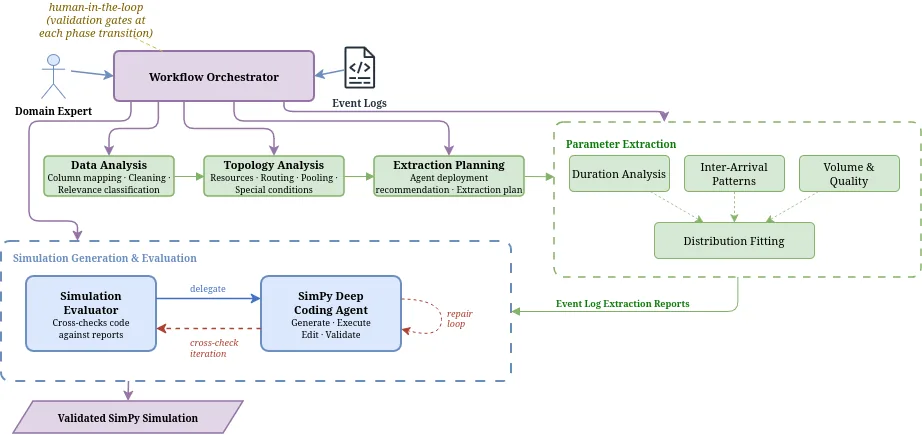 human-in-the-loop
(validation gates at
each phase transition)
Workflow Orchestrator
</>
Domain Expert
Event Logs
Data Analysis
Column mapping · Cleaning ·
Relevance classification
Topology Analysis
Resources · Routing · Pooling ·
Special conditions
Extraction Planning
Agent deployment
recommendation · Extraction plan
Parameter Extraction
Duration Analysis
Inter-Arrival
Patterns
Volume &
Quality
Distribution Fitting
Simulation Generation & Evaluation
Simulation
Evaluator
Cross-checks code
against reports
delegate
cross-check
iteration
SimPy Deep
Coding Agent
Generate · Execute
Edit · Validate
repair
loop
Event Log Extraction Reports
Validated SimPy Simulation